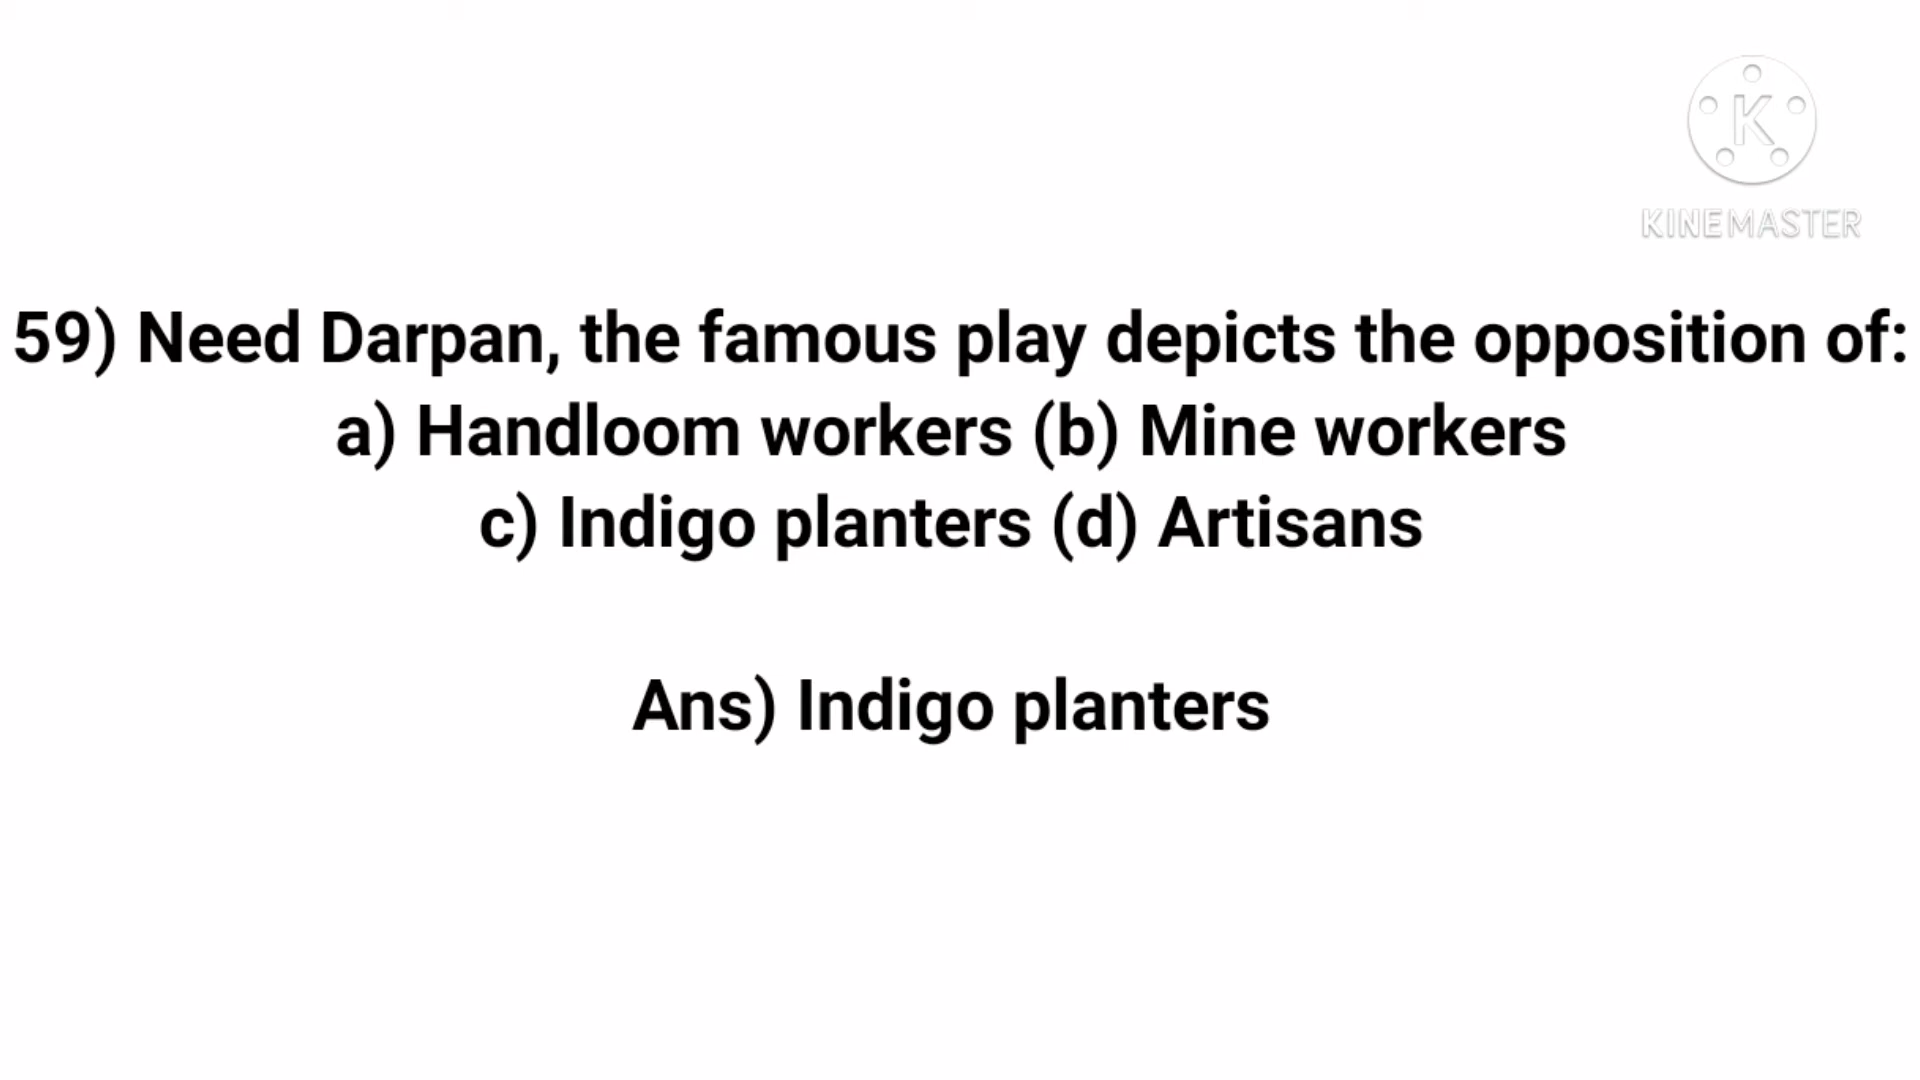 K
KINEMASTER
59) Need Darpan, the famous play depicts the opposition of:
a) Handloom workers (b) Mine workers
c) Indigo planters (d) Artisans
Ans) Indigo planters